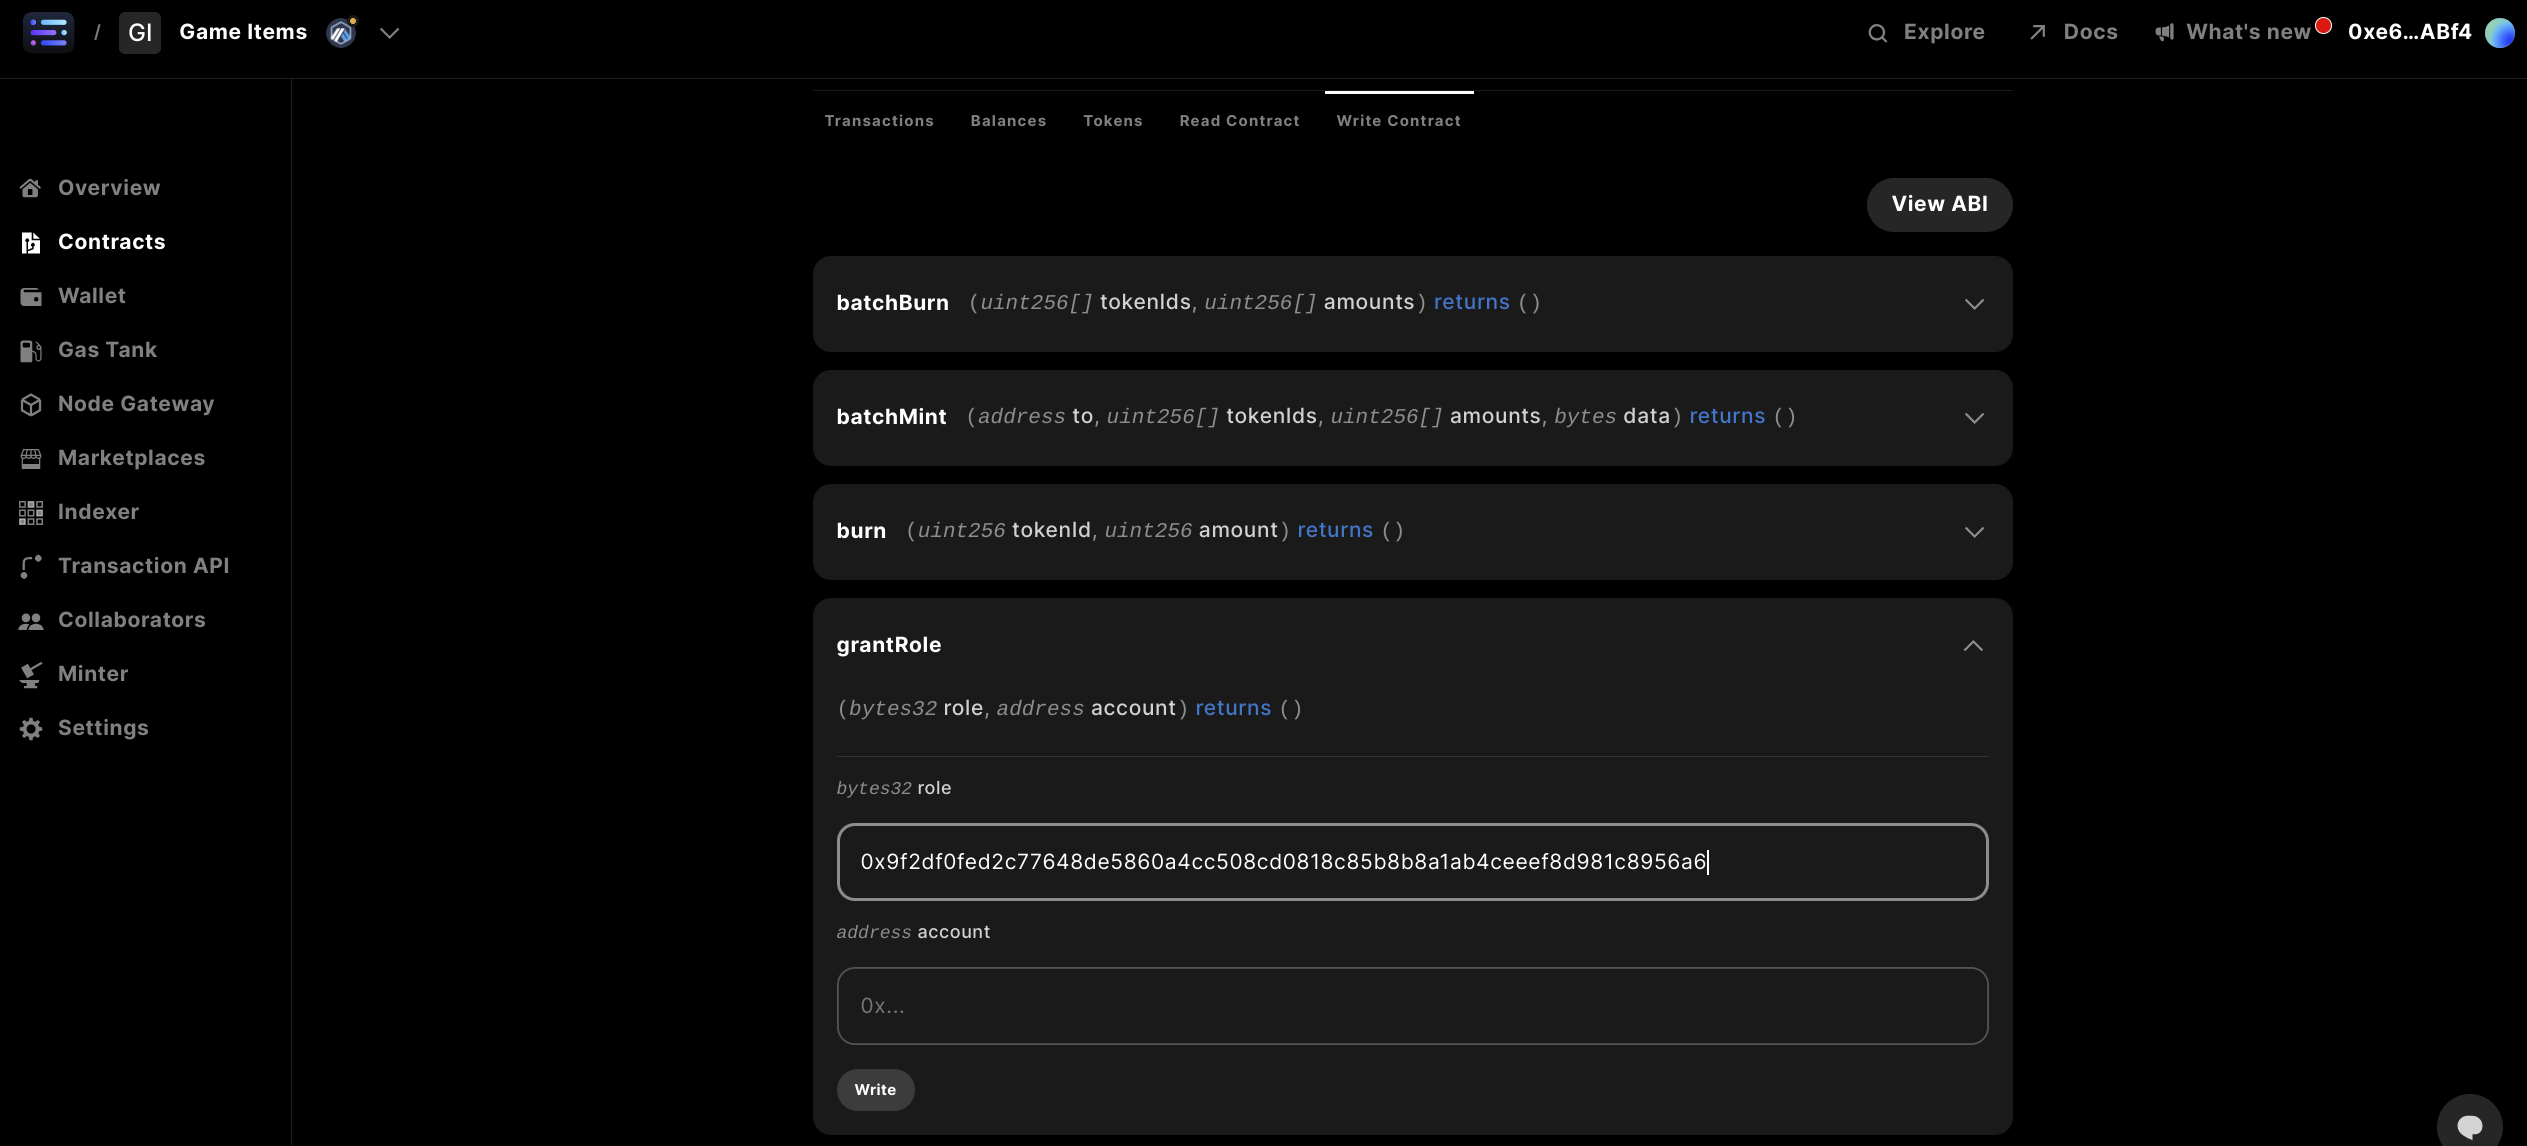 / GI Game Items Explore Docs What's new 0xe6...ABf4
Transactions Balances Tokens Read Contract Write Contract
Overview
Contracts
Wallet
Gas Tank
Node Gateway
Marketplaces
Indexer
Transaction API
Collaborators
Minter
Settings
View ABI
batchBurn (uint256[] tokenIds, uint256[] amounts) returns ()
batchMint (address to, uint256[] tokenIds, uint256[] amounts, bytes data) returns ()
burn (uint256 tokenId, uint256 amount) returns ()
grantRole
(bytes32 role, address account) returns ()
bytes32 role
0x9f2df0fed2c77648de5860a4cc508cd0818c85b8b8a1ab4ceeef8d981c8956a6
address account
0x...
Write